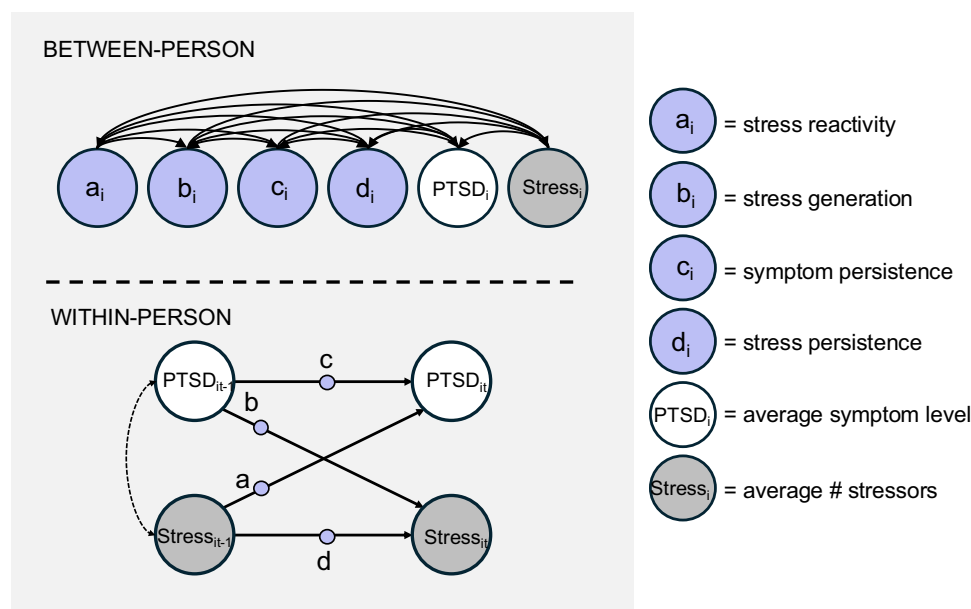 BETWEEN-PERSON
aᵢ bᵢ cᵢ dᵢ PTSDᵢ Stressᵢ
WITHIN-PERSON
PTSDᵢₜ₋₁ c PTSDᵢₜ
b
a
Stressᵢₜ₋₁ d Stressᵢₜ
aᵢ = stress reactivity
bᵢ = stress generation
cᵢ = symptom persistence
dᵢ = stress persistence
PTSDᵢ = average symptom level
Stressᵢ = average # stressors